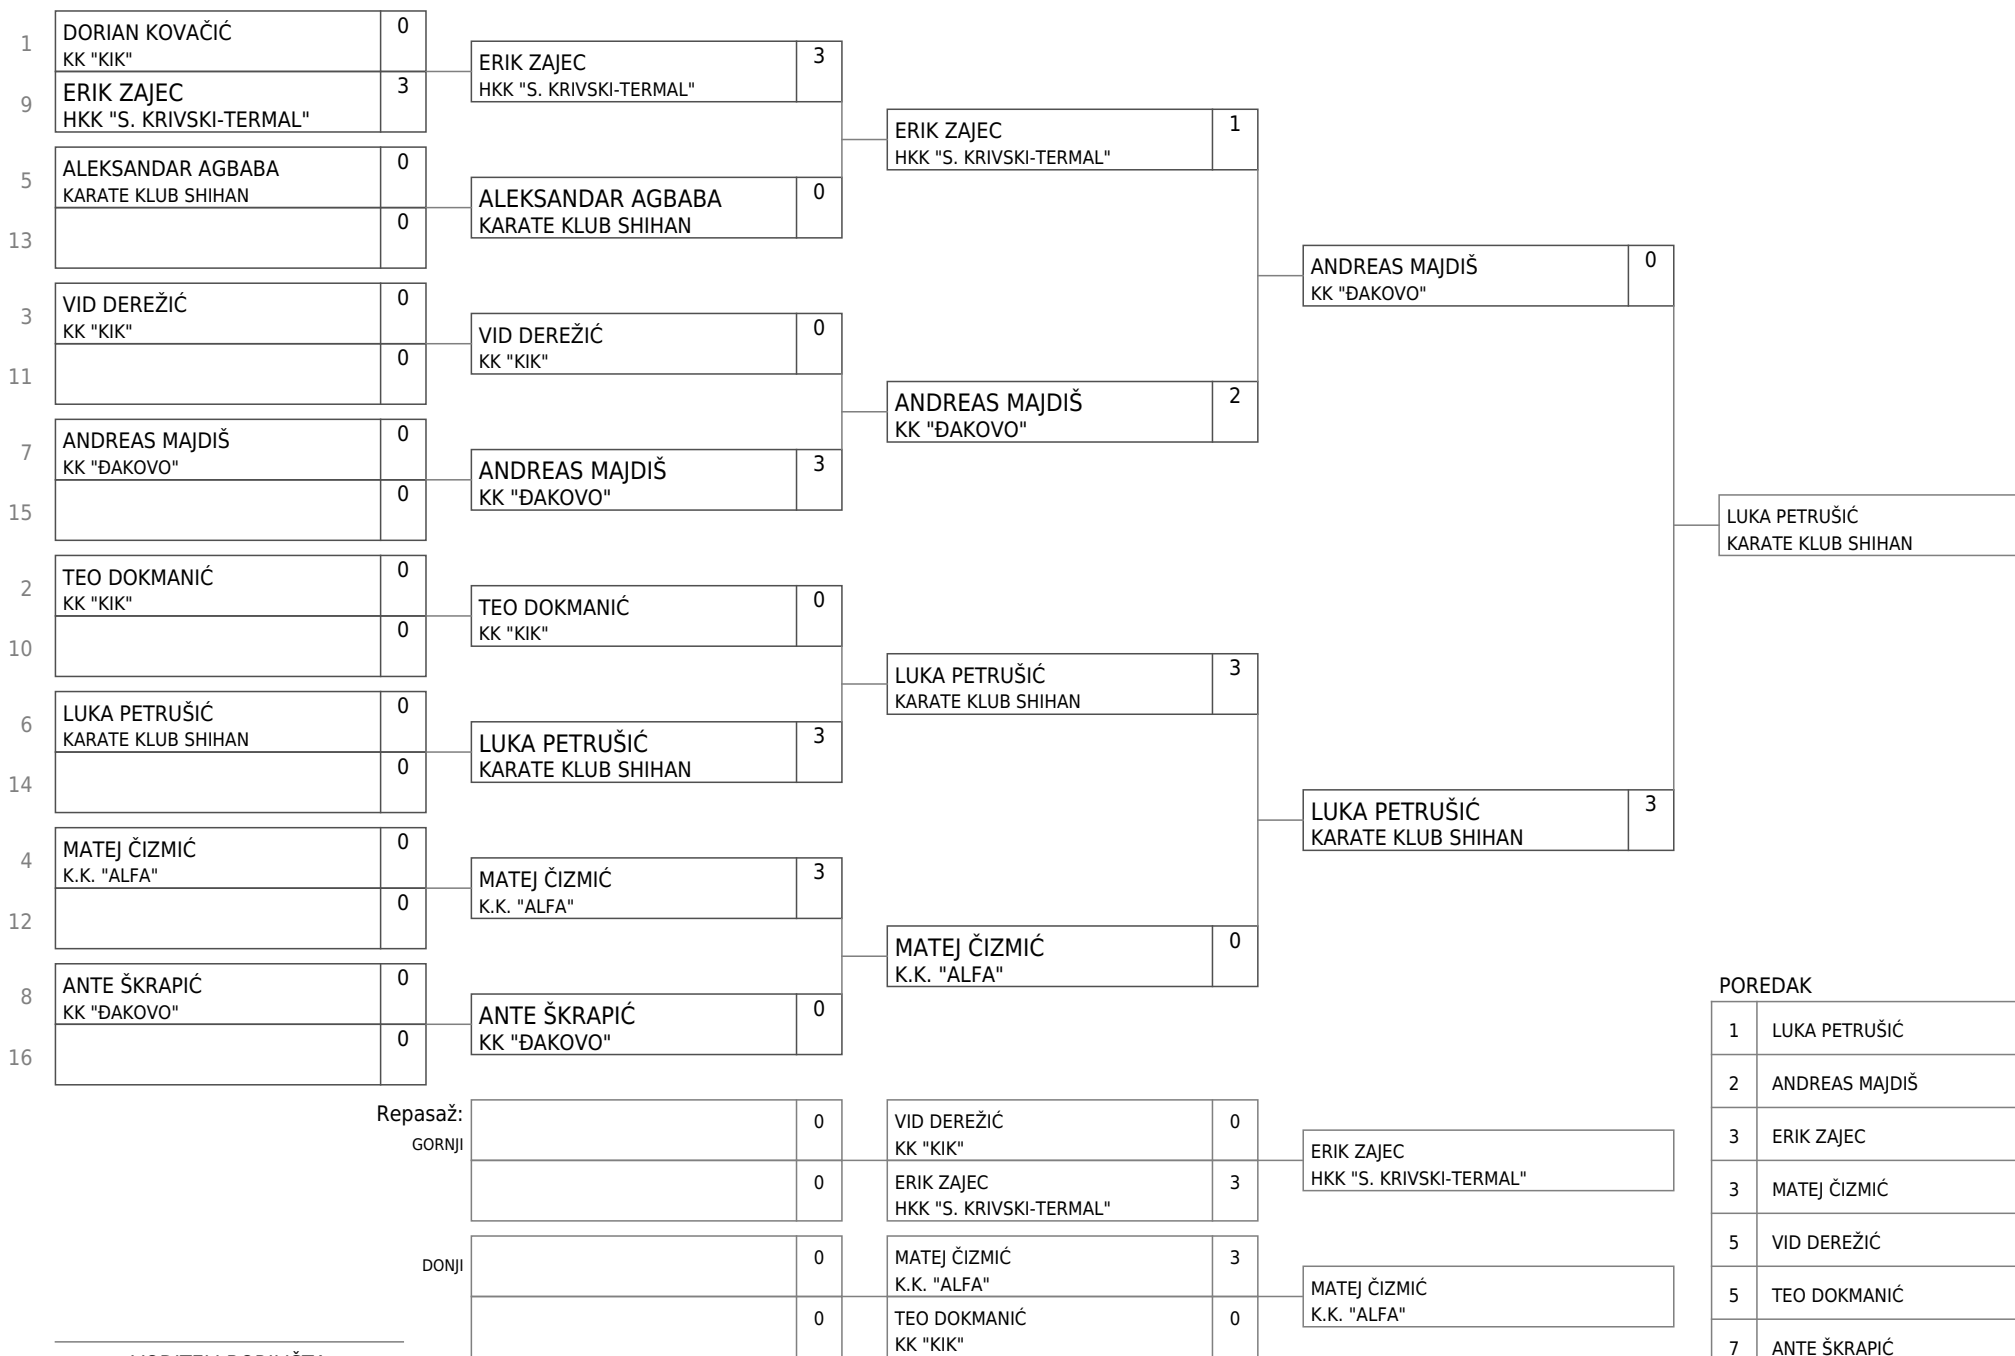 1
DORIAN KOVAČIĆ
KK "KIK"
0
9
ERIK ZAJEC
HKK "S. KRIVSKI-TERMAL"
3
5
ALEKSANDAR AGBABA
KARATE KLUB SHIHAN
0
13
0
3
VID DEREŽIĆ
KK "KIK"
0
11
0
7
ANDREAS MAJDIŠ
KK "ĐAKOVO"
0
15
0
2
TEO DOKMANIĆ
KK "KIK"
0
10
0
6
LUKA PETRUŠIĆ
KARATE KLUB SHIHAN
0
14
0
4
MATEJ ČIZMIĆ
K.K. "ALFA"
0
12
0
8
ANTE ŠKRAPIĆ
KK "ĐAKOVO"
0
16
0
ERIK ZAJEC
HKK "S. KRIVSKI-TERMAL"
3
ALEKSANDAR AGBABA
KARATE KLUB SHIHAN
0
VID DEREŽIĆ
KK "KIK"
0
ANDREAS MAJDIŠ
KK "ĐAKOVO"
3
TEO DOKMANIĆ
KK "KIK"
0
LUKA PETRUŠIĆ
KARATE KLUB SHIHAN
3
MATEJ ČIZMIĆ
K.K. "ALFA"
3
ANTE ŠKRAPIĆ
KK "ĐAKOVO"
0
ERIK ZAJEC
HKK "S. KRIVSKI-TERMAL"
1
ANDREAS MAJDIŠ
KK "ĐAKOVO"
2
LUKA PETRUŠIĆ
KARATE KLUB SHIHAN
3
MATEJ ČIZMIĆ
K.K. "ALFA"
0
ANDREAS MAJDIŠ
KK "ĐAKOVO"
0
LUKA PETRUŠIĆ
KARATE KLUB SHIHAN
3
LUKA PETRUŠIĆ
KARATE KLUB SHIHAN
Repasaž:
GORNJI
0
0
VID DEREŽIĆ
KK "KIK"
0
ERIK ZAJEC
HKK "S. KRIVSKI-TERMAL"
3
ERIK ZAJEC
HKK "S. KRIVSKI-TERMAL"
DONJI
0
0
MATEJ ČIZMIĆ
K.K. "ALFA"
3
TEO DOKMANIĆ
KK "KIK"
0
MATEJ ČIZMIĆ
K.K. "ALFA"
POREDAK
1 LUKA PETRUŠIĆ
2 ANDREAS MAJDIŠ
3 ERIK ZAJEC
3 MATEJ ČIZMIĆ
5 VID DEREŽIĆ
5 TEO DOKMANIĆ
7 ANTE ŠKRAPIĆ